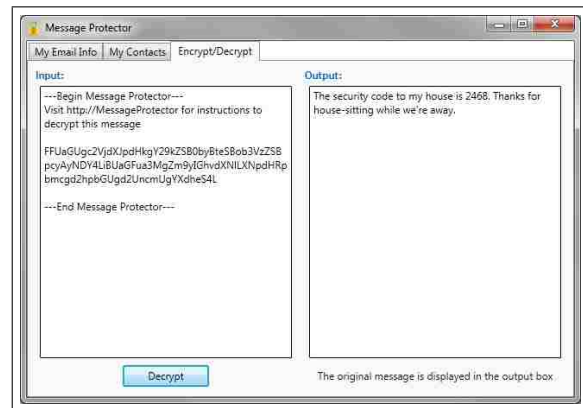 Message Protector
My Email Info
My Contacts
Encrypt/Decrypt
Input:
---Begin Message Protector---
Visit http://MessageProtector for instructions to
decrypt this message
FFUaGUgc2VjdXJpdHkgY29kZSB0byBteSBob3VzZSB
pcyAyNDY4LiBUaGFua3MgZm9yIGhvdXNlLXNpdHRp
bmcgd2hpbGUgd2UncmUgYXdheS4L
---End Message Protector---
Decrypt
Output:
The security code to my house is 2468. Thanks for
house-sitting while we're away.
The original message is displayed in the output box